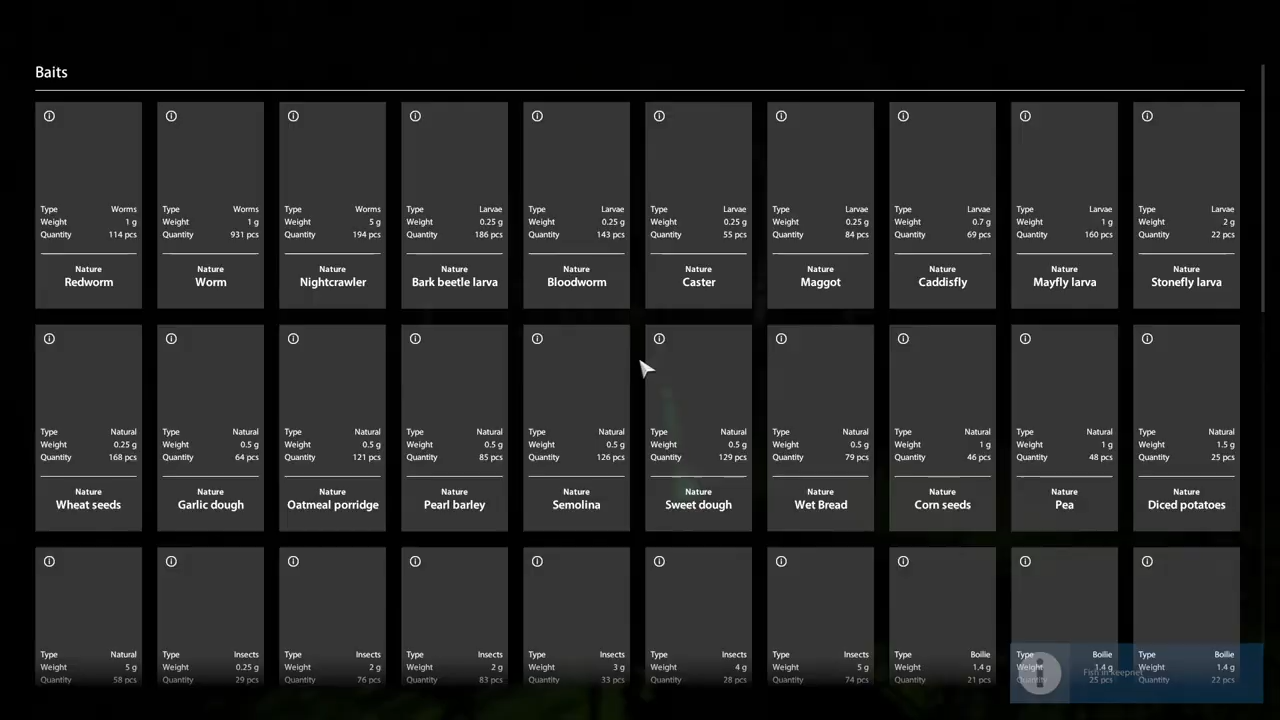 Baits
Type Worms Type Worms Type Worms Type Larvae Type Larvae Type Larvae Type Larvae Type Larvae Type Larvae Type Larvae
Weight 1 g Weight 1 g Weight 5 g Weight 0.25 g Weight 0.25 g Weight 0.25 g Weight 0.25 g Weight 0.7 g Weight 1 g Weight 2 g
Quantity 114 pcs Quantity 931 pcs Quantity 194 pcs Quantity 186 pcs Quantity 143 pcs Quantity 55 pcs Quantity 84 pcs Quantity 69 pcs Quantity 160 pcs Quantity 22 pcs
Nature Nature Nature Nature Nature Nature Nature Nature Nature Nature
Redworm Worm Nightcrawler Bark beetle larva Bloodworm Caster Maggot Caddisfly Mayfly larva Stonefly larva
Type Natural Type Natural Type Natural Type Natural Type Natural Type Natural Type Natural Type Natural Type Natural Type Natural
Weight 0.25 g Weight 0.5 g Weight 0.5 g Weight 0.5 g Weight 0.5 g Weight 0.5 g Weight 0.5 g Weight 1 g Weight 1 g Weight 1.5 g
Quantity 168 pcs Quantity 64 pcs Quantity 121 pcs Quantity 85 pcs Quantity 126 pcs Quantity 129 pcs Quantity 79 pcs Quantity 46 pcs Quantity 48 pcs Quantity 25 pcs
Nature Nature Nature Nature Nature Nature Nature Nature Nature Nature
Wheat seeds Garlic dough Oatmeal porridge Pearl barley Semolina Sweet dough Wet Bread Corn seeds Pea Diced potatoes
Type Natural Type Insects Type Insects Type Insects Type Insects Type Insects Type Insects Type Boilie Type Boilie Type Boilie
Weight 5 g Weight 0.25 g Weight 2 g Weight 2 g Weight 3 g Weight 4 g Weight 5 g Weight 1.4 g Weight 1.4 g Weight 1.4 g
Fish in keepnet
Quantity 58 pcs Quantity 29 pcs Quantity 76 pcs Quantity 83 pcs Quantity 33 pcs Quantity 28 pcs Quantity 74 pcs Quantity 21 pcs Quantity 25 pcs Quantity 22 pcs